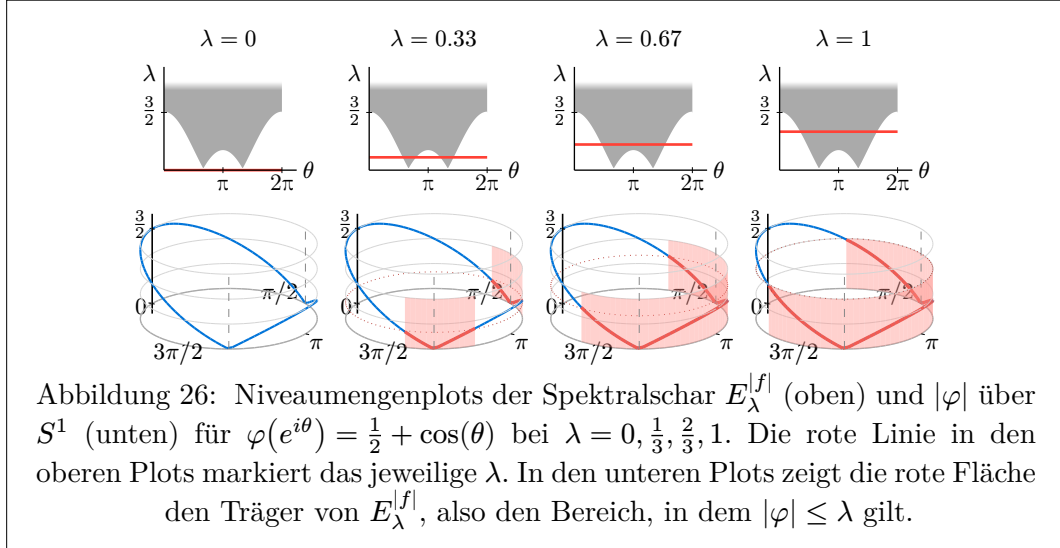 λ = 0 λ = 0.33 λ = 0.67 λ = 1
λ λ λ λ
3/2 3/2 3/2 3/2
θ θ θ θ
π 2π π 2π π 2π π 2π
3/2 3/2 3/2 3/2
π/2 π/2 π/2 π/2
0 0 0 0
3π/2 π 3π/2 π 3π/2 π 3π/2 π
Abbildung 26: Niveaumengenplots der Spektralschar E_λ^{|f|} (oben) und |φ| über
S¹ (unten) für φ(e^{iθ}) = 1/2 + cos(θ) bei λ = 0, 1/3, 2/3, 1. Die rote Linie in den
oberen Plots markiert das jeweilige λ. In den unteren Plots zeigt die rote Fläche
den Träger von E_λ^{|f|}, also den Bereich, in dem |φ| ≤ λ gilt.